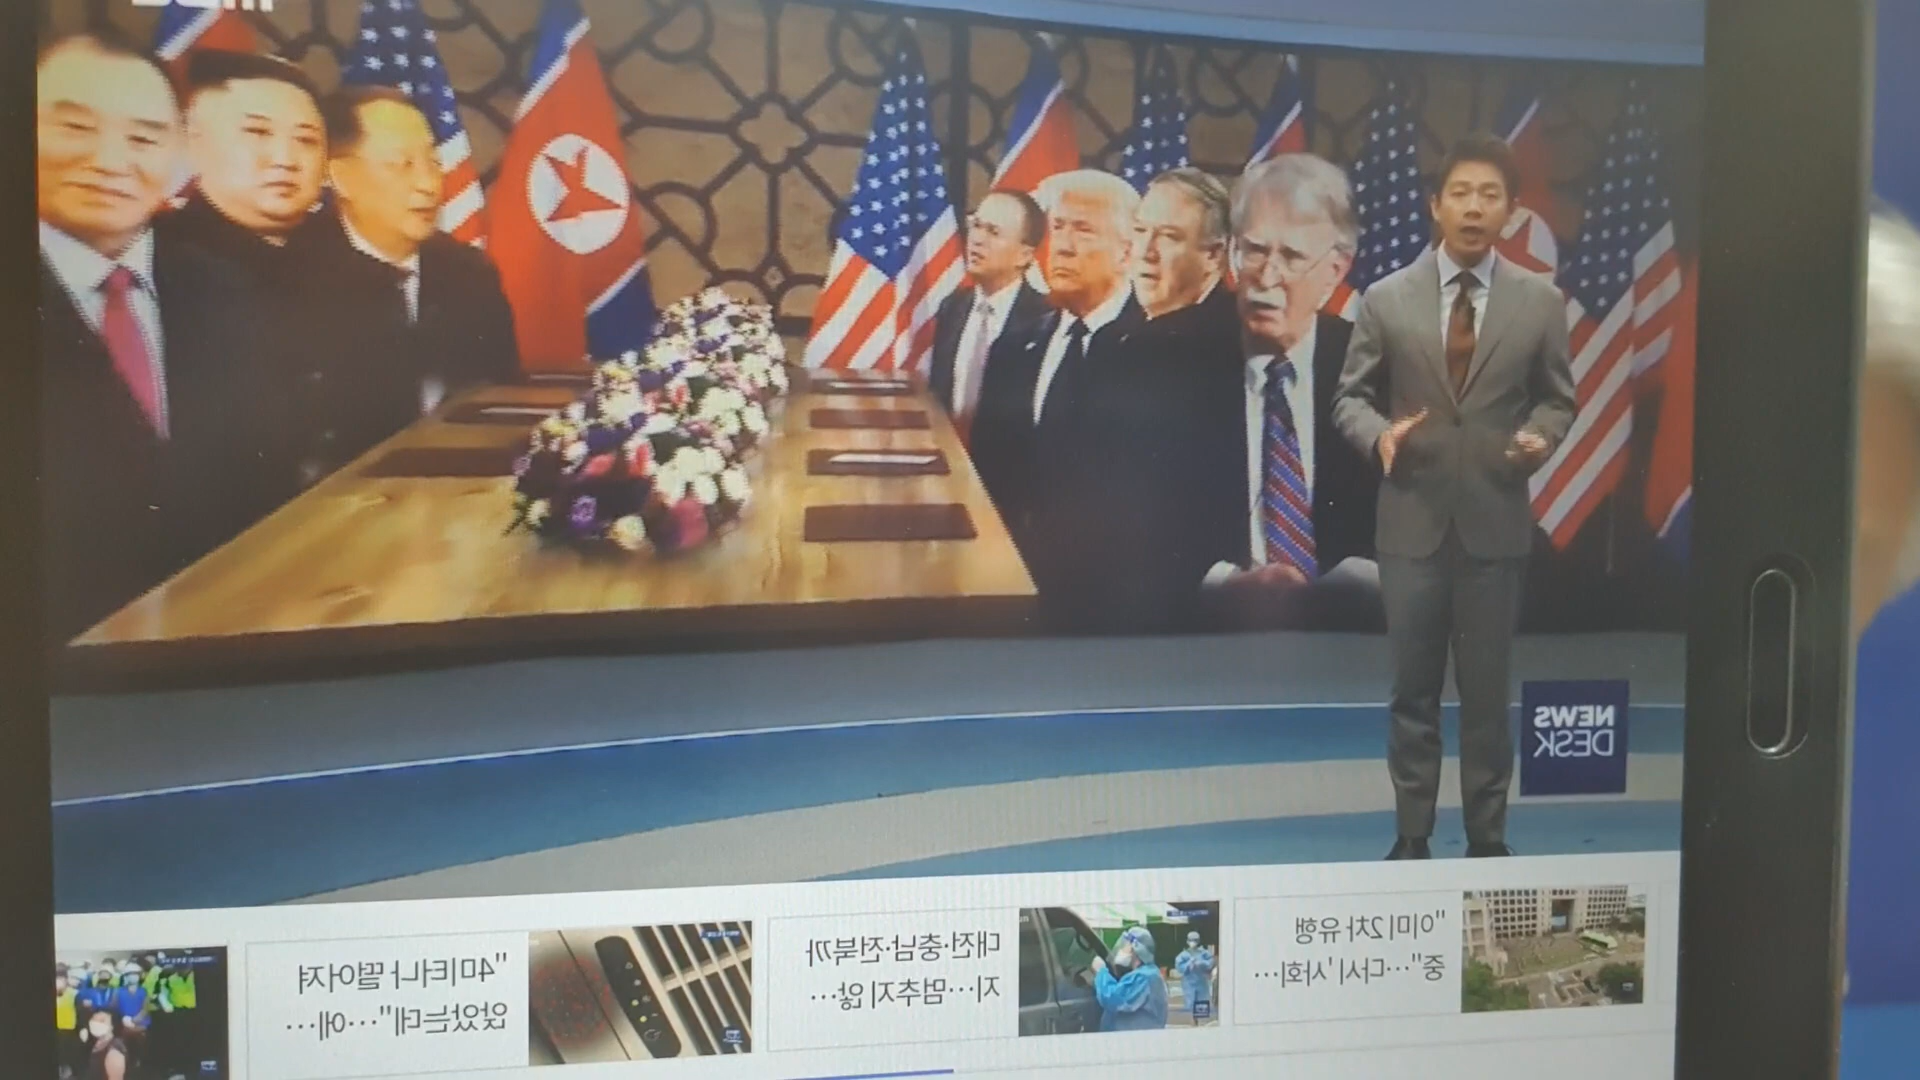 NEWS
DESK
"이미 2차 유행
중"…다시 '사회…
대전·충남·전북까
지…멈추지 않…
"4미터나 떨어져
앉았는데"…에…